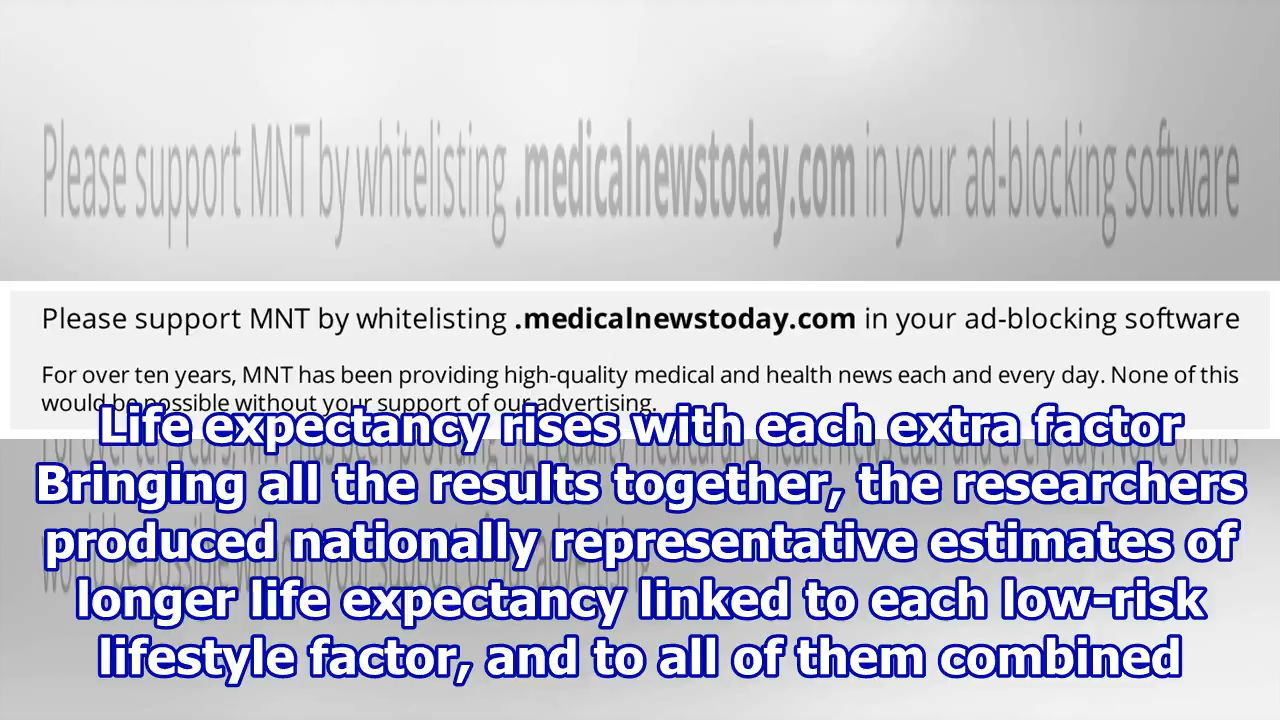 Please support MNT by whitelisting .medicalnewstoday.com in your ad-blocking software
Please support MNT by whitelisting .medicalnewstoday.com in your ad-blocking software
For over ten years, MNT has been providing high-quality medical and health news each and every day. None of this
would be possible without your support of our advertising.
Life expectancy rises with each extra factor
Bringing all the results together, the researchers
produced nationally representative estimates of
longer life expectancy linked to each low-risk
lifestyle factor, and to all of them combined